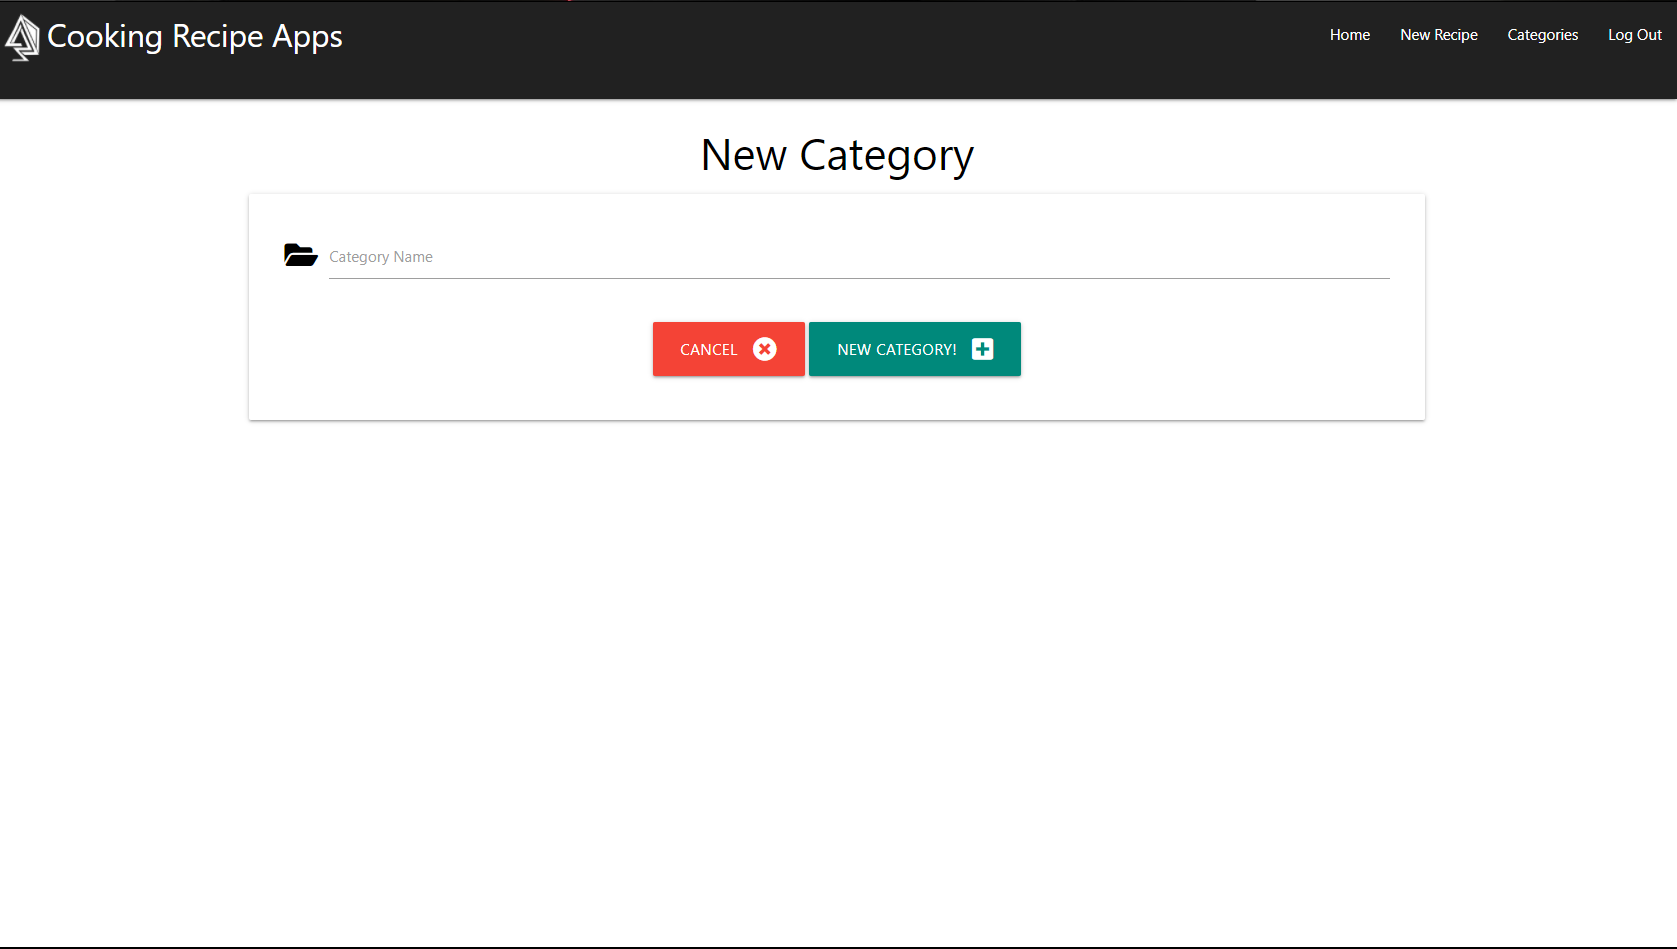 Cooking Recipe Apps
Home New Recipe Categories Log Out
New Category
Category Name
CANCEL NEW CATEGORY!